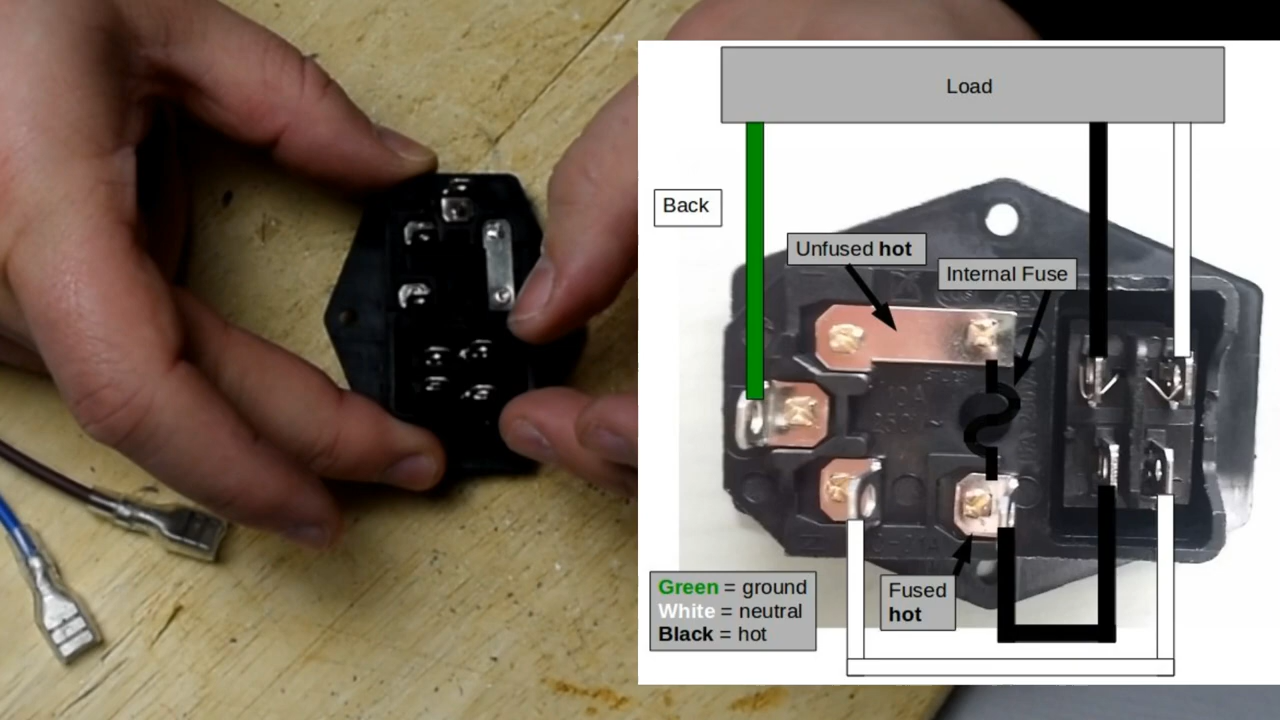 Load
Back
Unfused hot
Internal Fuse
Green = ground
White = neutral
Black = hot
Fused
hot